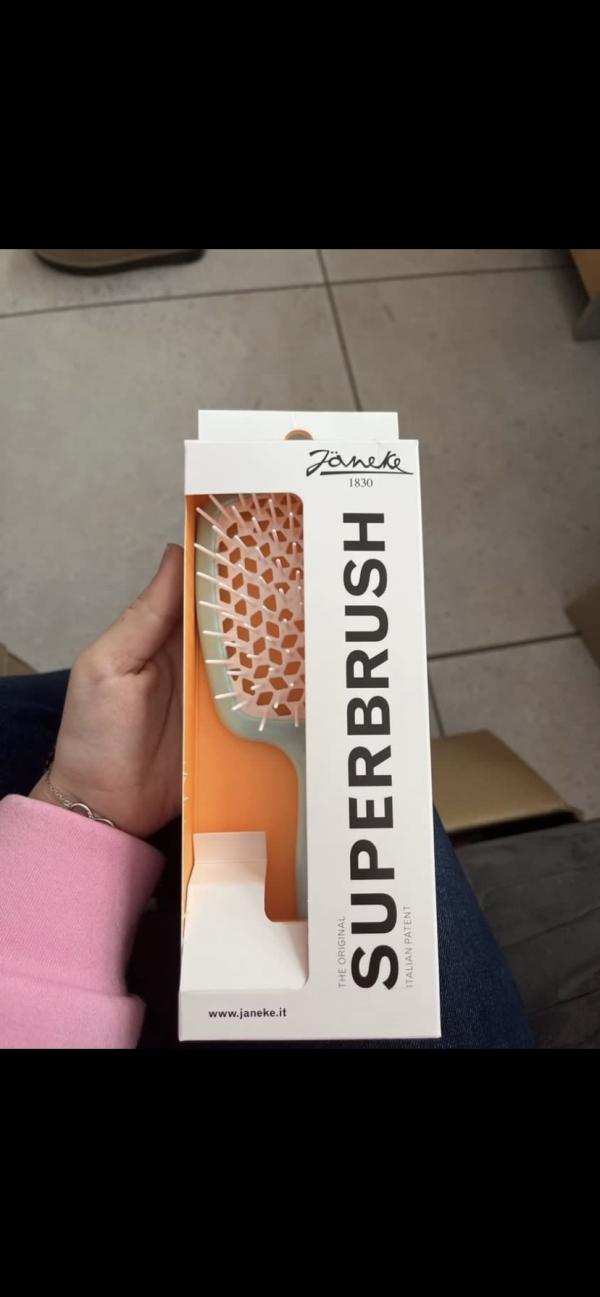 Jäneke
1830
THE ORIGINAL
SUPERBRUSH
ITALIAN PATENT
www.janeke.it